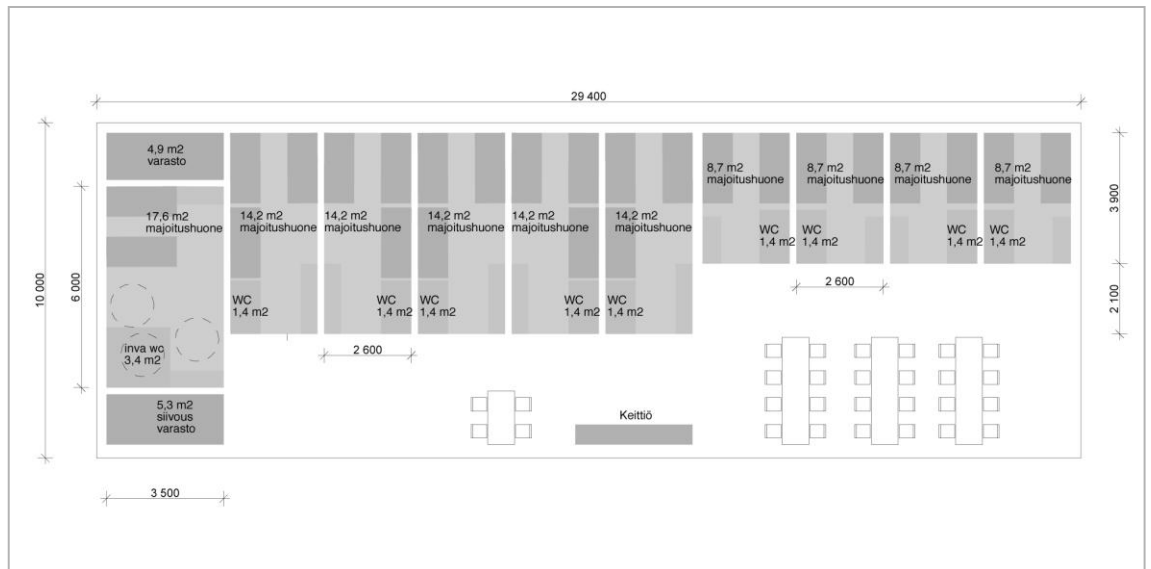 29 400
4,9 m2
varasto
17,6 m2
majoitushuone
14,2 m2
majoitushuone
14,2 m2
majoitushuone
14,2 m2
majoitushuone
14,2 m2
majoitushuone
14,2 m2
majoitushuone
8,7 m2
majoitushuone
8,7 m2
majoitushuone
8,7 m2
majoitushuone
8,7 m2
majoitushuone
WC
1,4 m2
WC
1,4 m2
WC
1,4 m2
WC
1,4 m2
3 900
10 000
6 000
WC
1,4 m2
WC
1,4 m2
WC
1,4 m2
WC
1,4 m2
WC
1,4 m2
2 600
2 100
inva wc
3,4 m2
2 600
5,3 m2
siivous
varasto
Keittiö
3 500